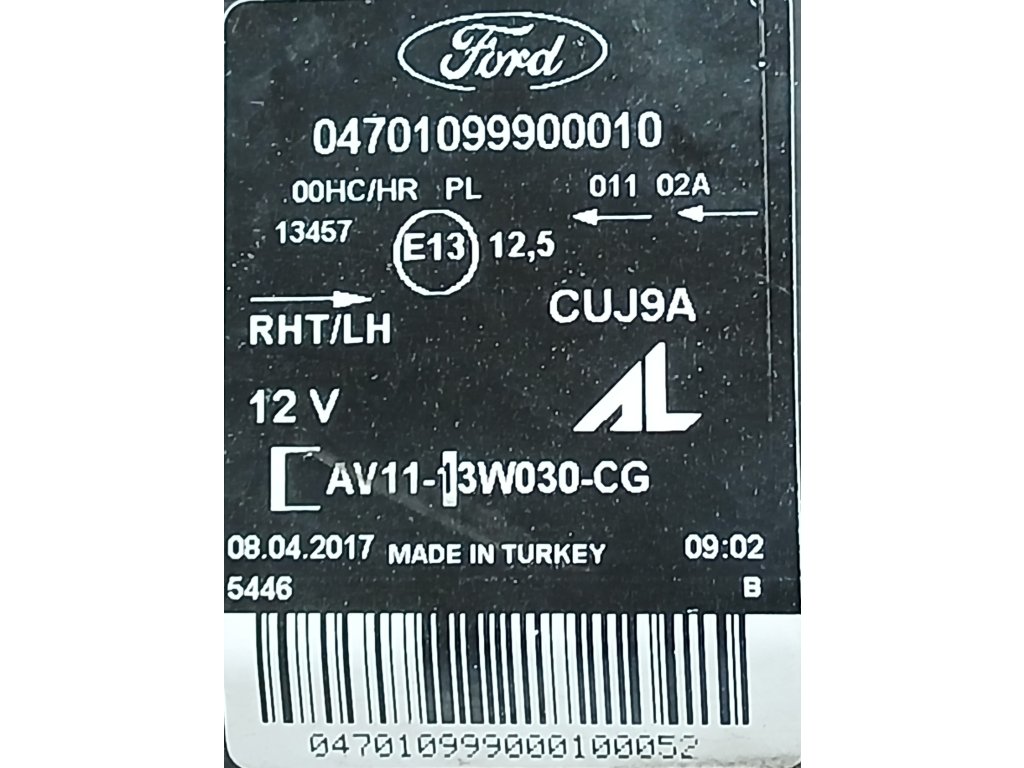 Ford
04701099900010
00HC/HR PL 011 02A
13457 E13 12,5
RHT/LH CUJ9A
12 V AL
AV11-13W030-CG
08.04.2017 MADE IN TURKEY 09:02
5446 B
047010999000100052